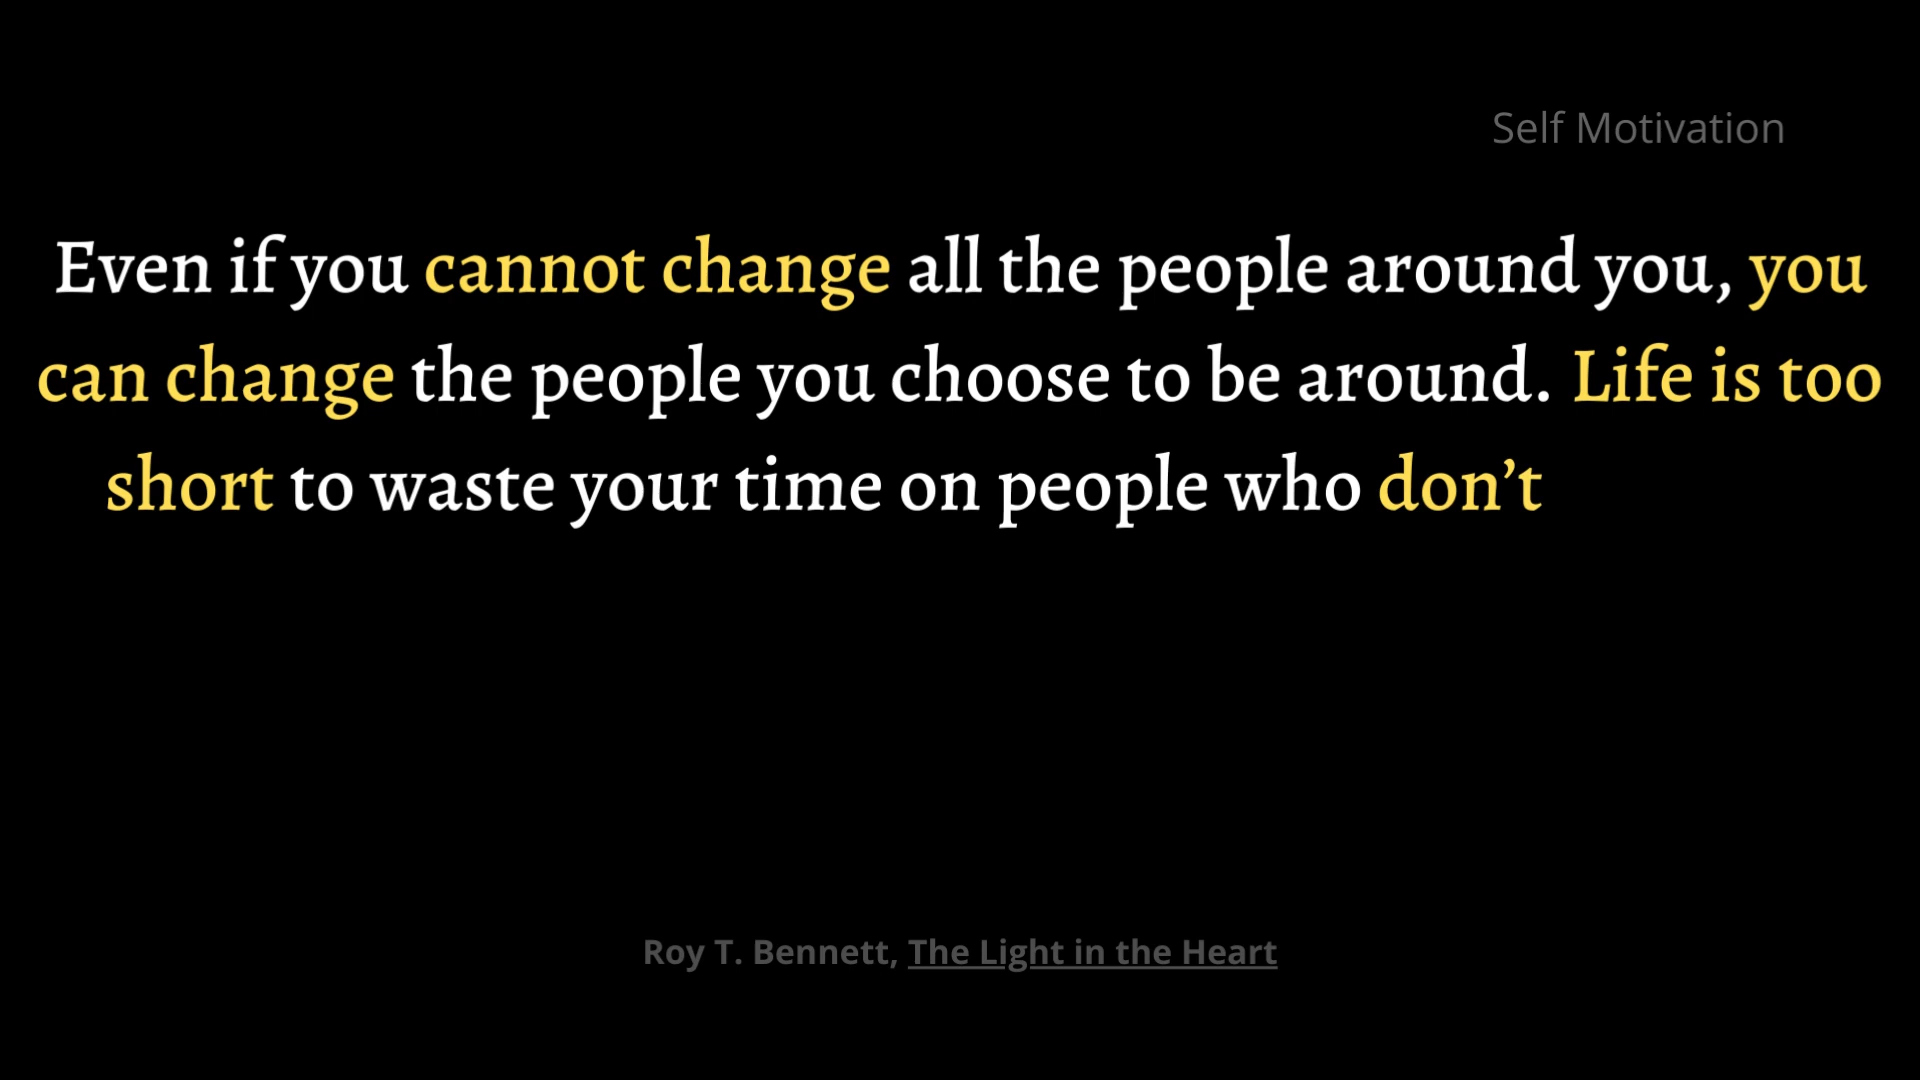 Self Motivation
Even if you cannot change all the people around you, you
can change the people you choose to be around. Life is too
short to waste your time on people who don’t
Roy T. Bennett, The Light in the Heart